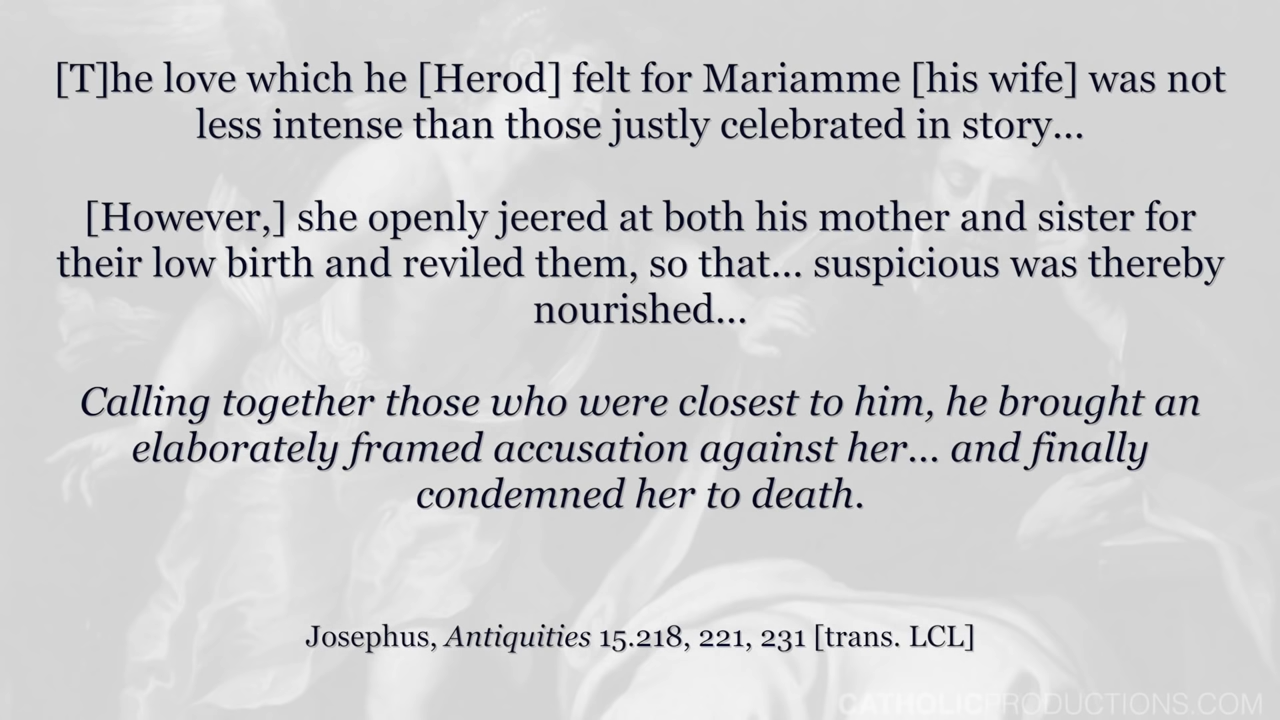 [T]he love which he [Herod] felt for Mariamme [his wife] was not
less intense than those justly celebrated in story...
[However,] she openly jeered at both his mother and sister for
their low birth and reviled them, so that... suspicious was thereby
nourished...
Calling together those who were closest to him, he brought an
elaborately framed accusation against her... and finally
condemned her to death.
Josephus, Antiquities 15.218, 221, 231 [trans. LCL]
CATHOLICPRODUCTIONS.COM